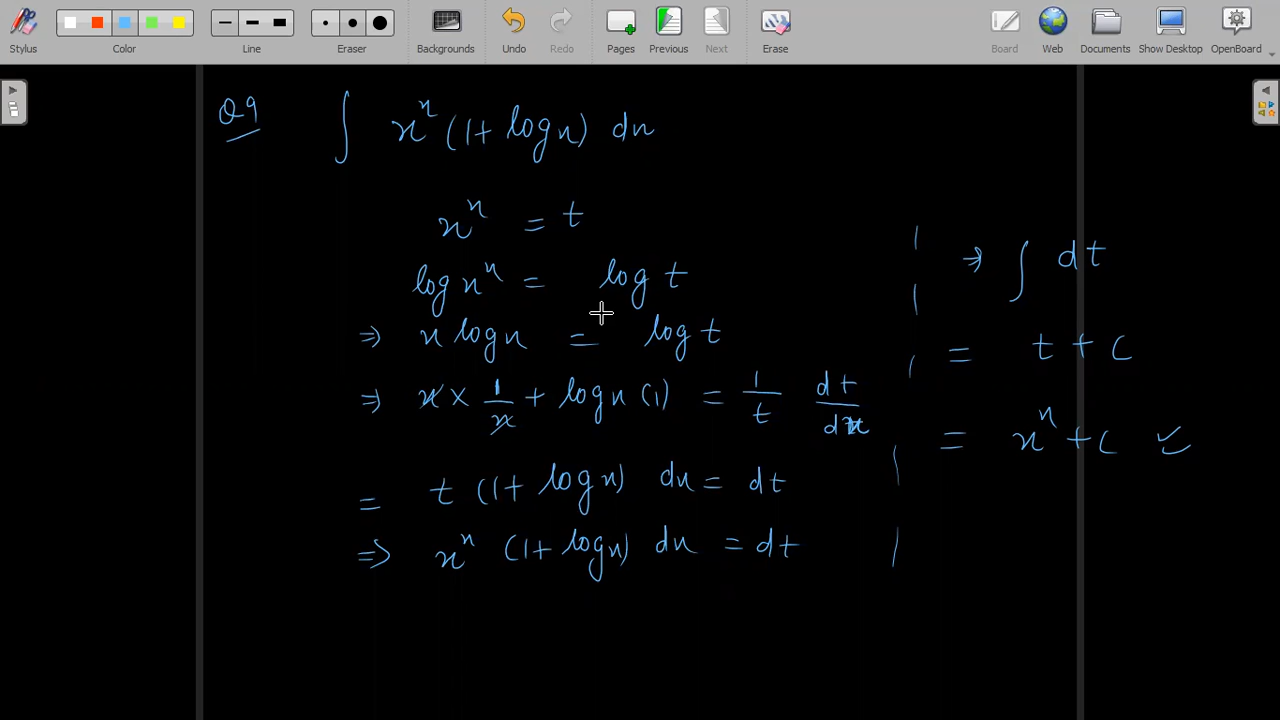 Stylus Color Line Eraser Backgrounds Undo Redo Pages Previous Next Erase Board Web Documents Show Desktop OpenBoard
Q9 ∫ x^x (1 + log x) dx
x^x = t
log x^x = log t
⇒ x log x = log t
⇒ x × 1/x + log x (1) = 1/t dt/dx
= t (1 + log x) dx = dt
⇒ x^x (1 + log x) dx = dt
⇒ ∫ dt
= t + c
= x^x + c ✓